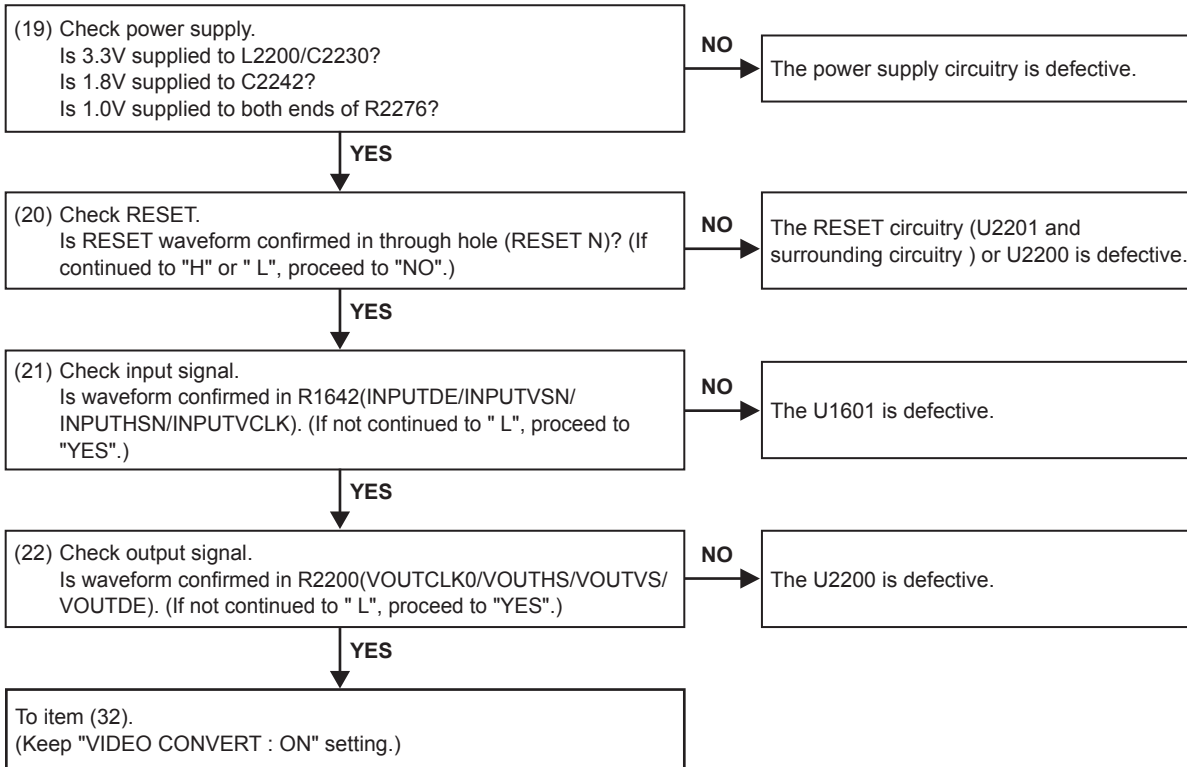 (19) Check power supply.
Is 3.3V supplied to L2200/C2230?
Is 1.8V supplied to C2242?
Is 1.0V supplied to both ends of R2276?
NO
The power supply circuitry is defective.
YES
(20) Check RESET.
Is RESET waveform confirmed in through hole (RESET N)? (If
continued to "H" or " L", proceed to "NO".)
NO
The RESET circuitry (U2201 and
surrounding circuitry ) or U2200 is defective.
YES
(21) Check input signal.
Is waveform confirmed in R1642(INPUTDE/INPUTVSN/
INPUTHSN/INPUTVCLK). (If not continued to " L", proceed to
"YES".)
NO
The U1601 is defective.
YES
(22) Check output signal.
Is waveform confirmed in R2200(VOUTCLK0/VOUTHS/VOUTVS/
VOUTDE). (If not continued to " L", proceed to "YES".)
NO
The U2200 is defective.
YES
To item (32).
(Keep "VIDEO CONVERT : ON" setting.)